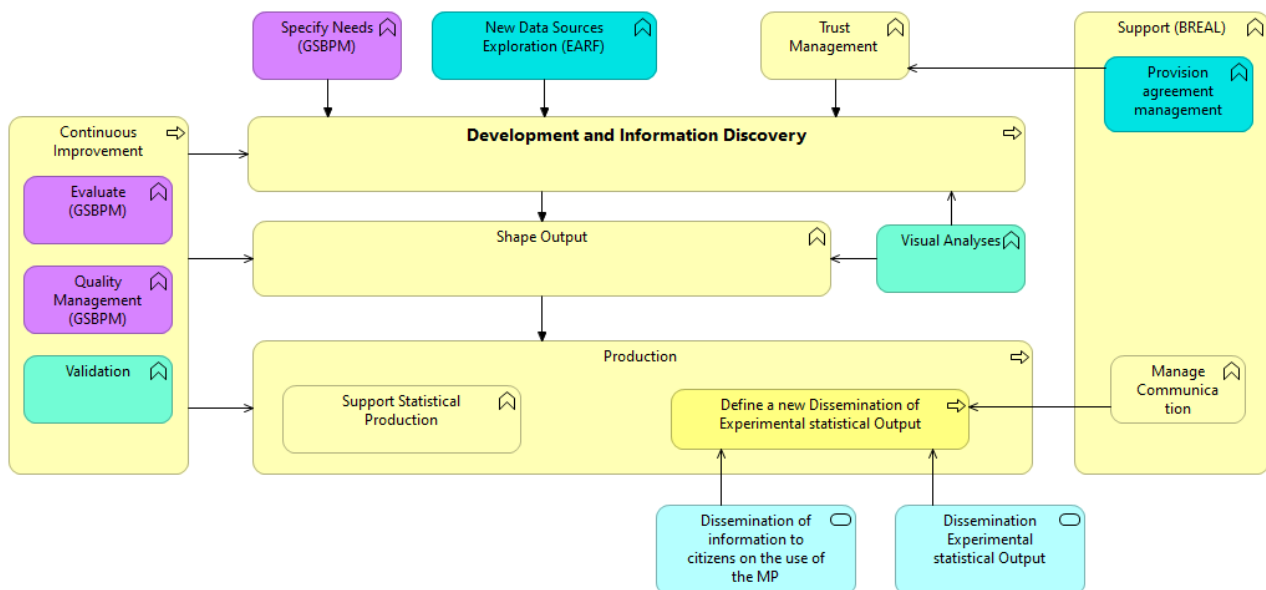 Specify Needs
(GSBPM)
New Data Sources
Exploration (EARF)
Trust
Management
Support (BREAL)
Provision
agreement
management
Continuous
Improvement
Development and Information Discovery
Evaluate
(GSBPM)
Shape Output
Visual Analyses
Quality
Management
(GSBPM)
Production
Validation
Support Statistical
Production
Define a new Dissemination of
Experimental statistical Output
Manage
Communica
tion
Dissemination of
information to
citizens on the use of
the MP
Dissemination
Experimental
statistical Output